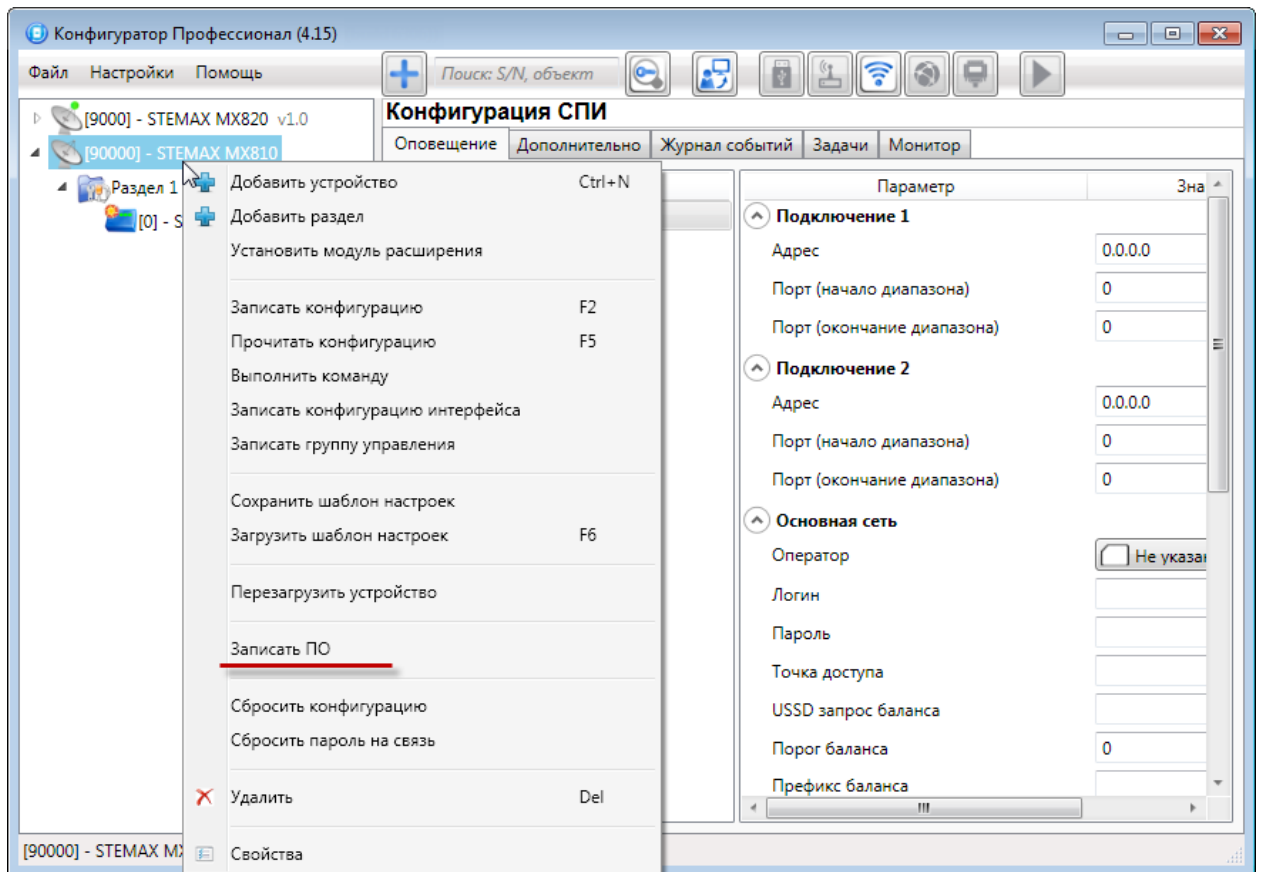 Конфигуратор Профессионал (4.15)
Файл Настройки Помощь
Поиск: S/N, объект
[9000] - STEMAX MX820 v1.0
[90000] - STEMAX MX810
Раздел 1
[0] - S
Конфигурация СПИ
Оповещение Дополнительно Журнал событий Задачи Монитор
Добавить устройство Ctrl+N
Добавить раздел
Установить модуль расширения
Записать конфигурацию F2
Прочитать конфигурацию F5
Выполнить команду
Записать конфигурацию интерфейса
Записать группу управления
Сохранить шаблон настроек
Загрузить шаблон настроек F6
Перезагрузить устройство
Записать ПО
Сбросить конфигурацию
Сбросить пароль на связь
Удалить Del
Свойства
Параметр Зна
Подключение 1
Адрес 0.0.0.0
Порт (начало диапазона) 0
Порт (окончание диапазона) 0
Подключение 2
Адрес 0.0.0.0
Порт (начало диапазона) 0
Порт (окончание диапазона) 0
Основная сеть
Оператор Не указан
Логин
Пароль
Точка доступа
USSD запрос баланса
Порог баланса 0
Префикс баланса
[90000] - STEMAX MX